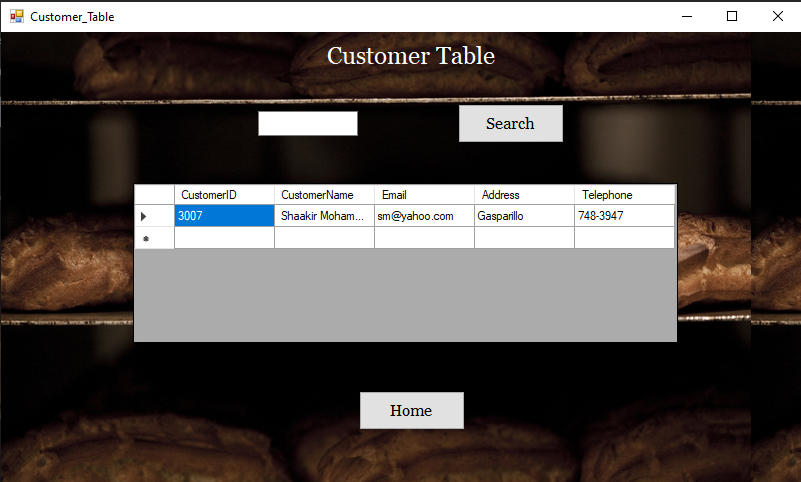 Customer_Table
Customer Table
Search
CustomerID CustomerName Email Address Telephone
3007 Shaakir Moham... sm@yahoo.com Gasparillo 748-3947
Home